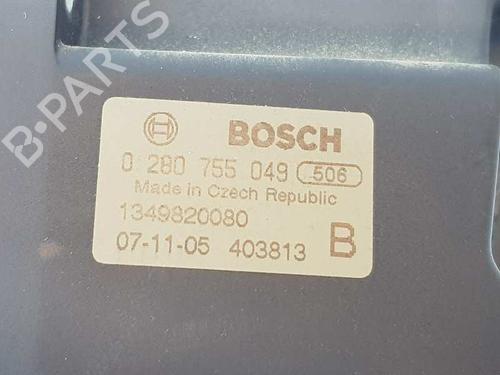 B-PARTS
BOSCH
0 280 755 049 506
Made in Czech Republic
1349820080
07-11-05 403813 B